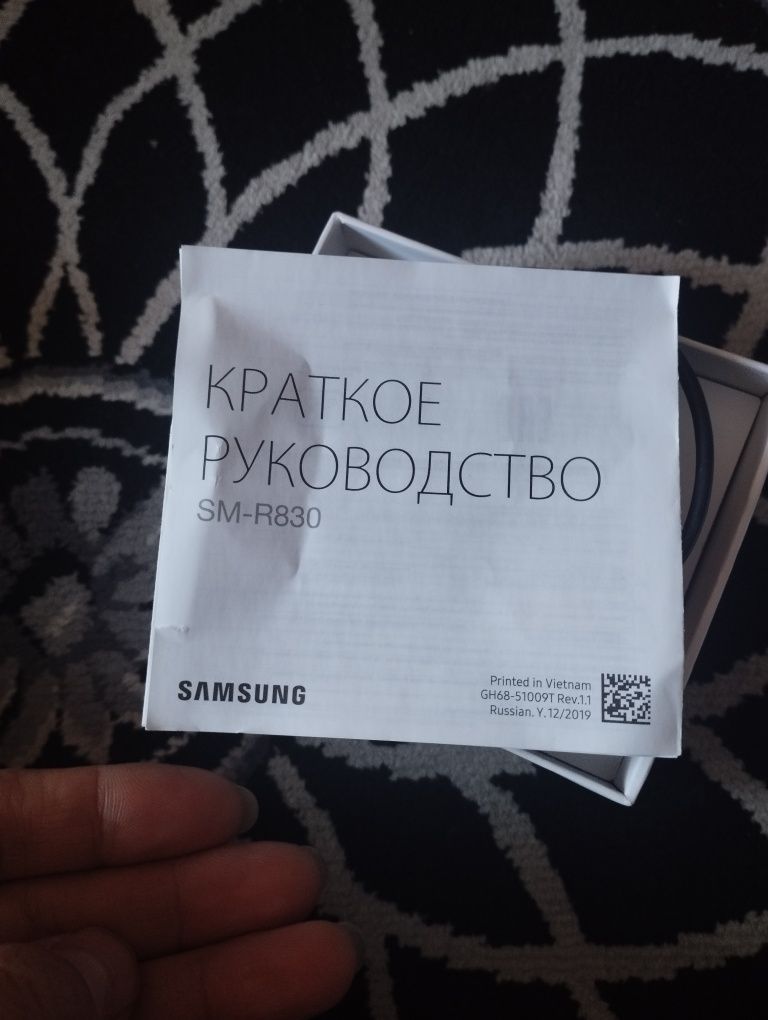 КРАТКОЕ
РУКОВОДСТВО
SM-R830
SAMSUNG
Printed in Vietnam
GH68-51009T Rev.1.1
Russian. Y. 12/2019